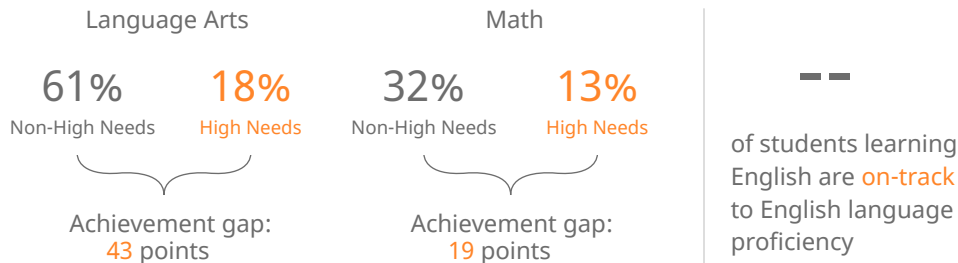 Language Arts
61%
Non-High Needs
18%
High Needs
Achievement gap:
43 points
Math
32%
Non-High Needs
13%
High Needs
Achievement gap:
19 points
--
of students learning
English are on-track
to English language
proficiency